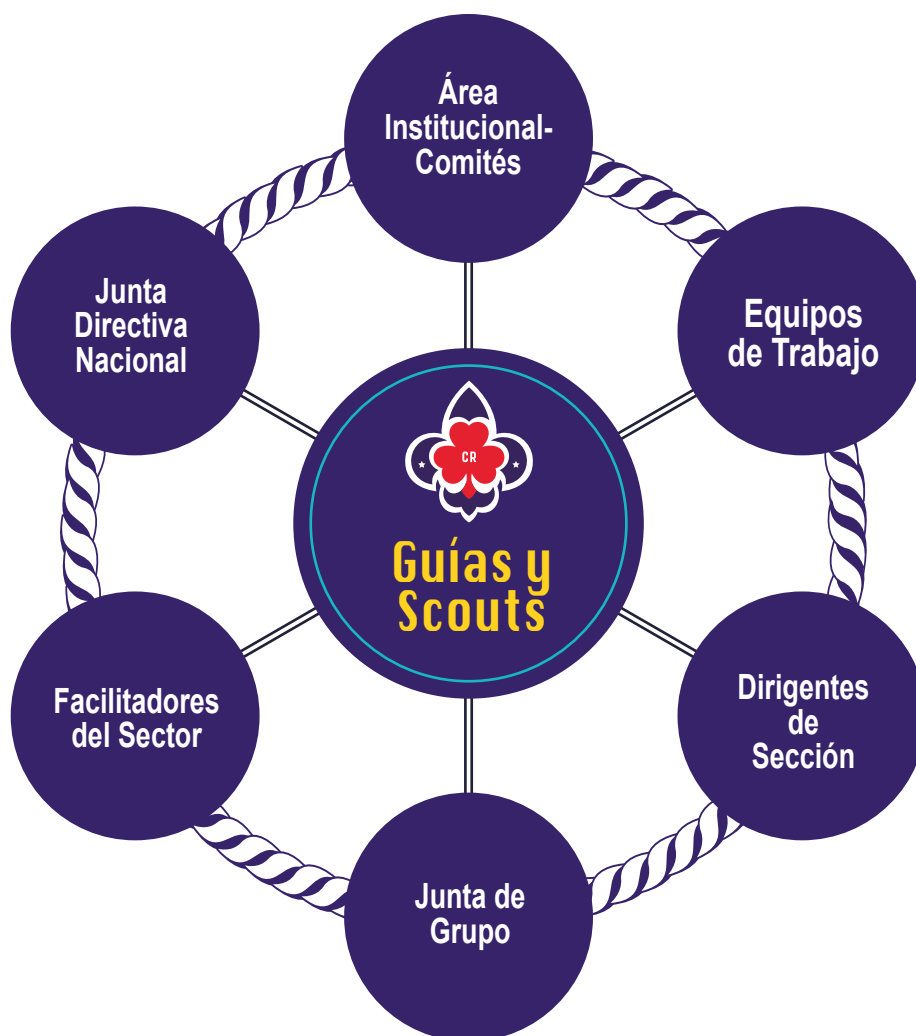 Área
Institucional-
Comités
Junta
Directiva
Nacional
Equipos
de Trabajo
CR
Guías y
Scouts
Facilitadores
del Sector
Dirigentes
de
Sección
Junta de
Grupo